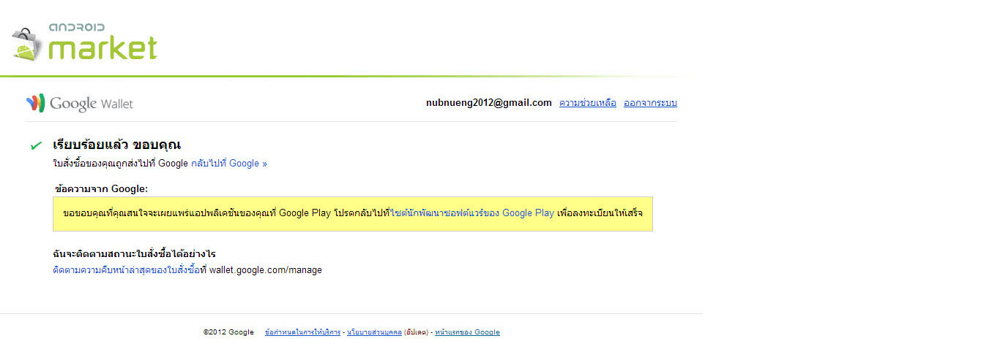 ANDROID
market
Google Wallet
nubnueng2012@gmail.com ความช่วยเหลือ ออกจากระบบ
เรียบร้อยแล้ว ขอบคุณ
ใบสั่งซื้อของคุณถูกส่งไปที่ Google กลับไปที่ Google »
ข้อความจาก Google:
ขอขอบคุณที่คุณสนใจจะเผยแพร่แอปพลิเคชันของคุณที่ Google Play โปรดกลับไปที่ไซต์นักพัฒนาซอฟต์แวร์ของ Google Play เพื่อลงทะเบียนให้เสร็จ
ฉันจะติดตามสถานะใบสั่งซื้อได้อย่างไร
ติดตามความคืบหน้าล่าสุดของใบสั่งซื้อที่ wallet.google.com/manage
©2012 Google ข้อกำหนดในการให้บริการ - นโยบายส่วนบุคคล (อัปเดต) - หน้าแรกของ Google